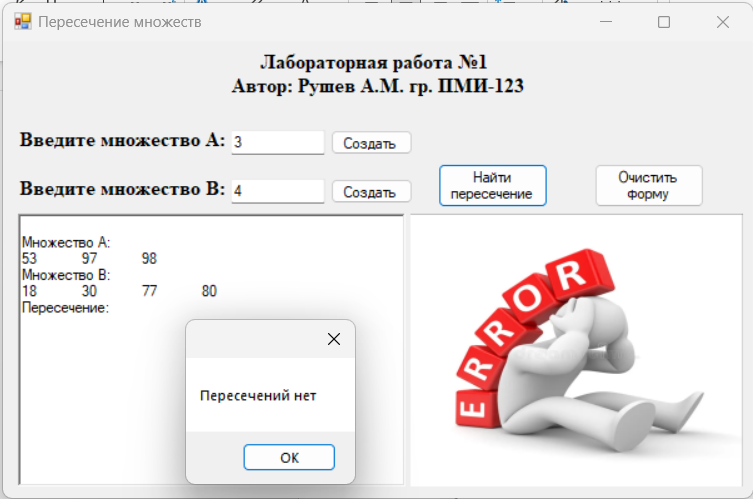 Пересечение множеств
Лабораторная работа №1
Автор: Рушев А.М. гр. ПМИ-123
Введите множество A: 3 Создать
Введите множество B: 4 Создать
Найти пересечение
Очистить форму
Множество A:
53 97 98
Множество B:
18 30 77 80
Пересечение:
Пересечений нет
OK
ERROR